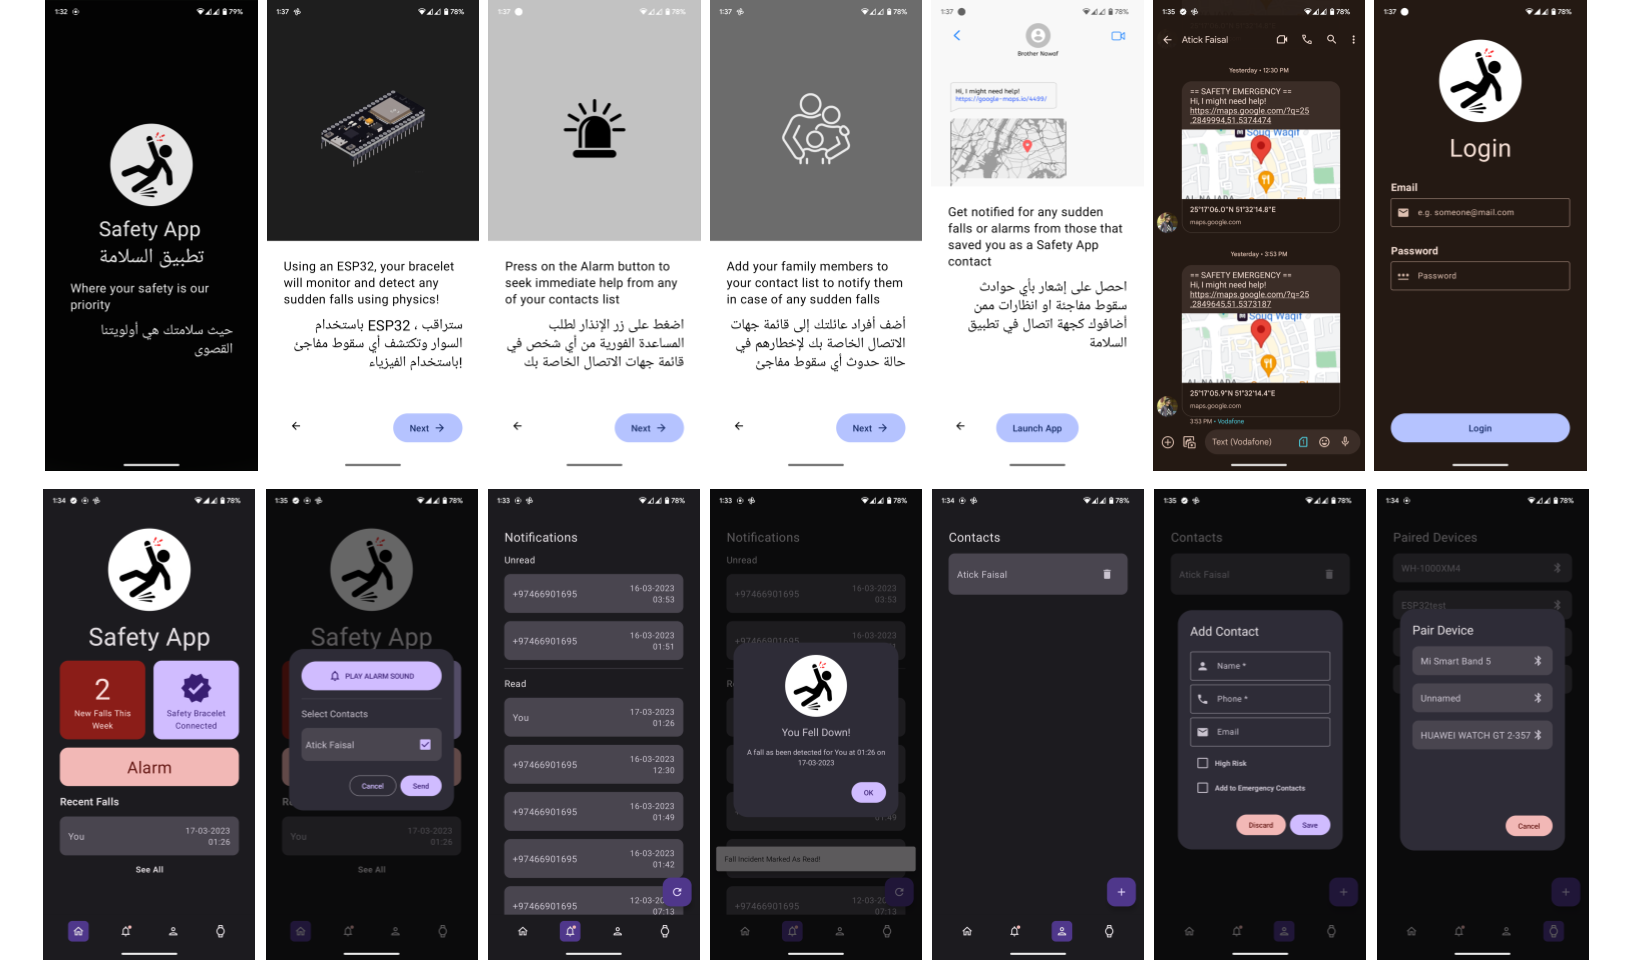 1:32
79%
Safety App
تطبيق السلامة
Where your safety is our
priority
حيث سلامتك هي أولويتنا
القصوى
1:37
78%
Using an ESP32, your bracelet
will monitor and detect any
sudden falls using physics!
ستراقب ، ESP32 باستخدام
السوار وتكتشف أي سقوط مفاجئ
!باستخدام الفيزياء
Next
1:37
78%
Press on the Alarm button to
seek immediate help from any
of your contacts list
اضغط على زر الإنذار لطلب
المساعدة الفورية من أي شخص في
قائمة جهات الاتصال الخاصة بك
Next
1:37
78%
Add your family members to
your contact list to notify them
in case of any sudden falls
أضف أفراد عائلتك إلى قائمة جهات
الاتصال الخاصة بك لإخطارهم في
حالة حدوث أي سقوط مفاجئ
Next
1:37
78%
Brother Nawaf
Hi, I might need help!
https://google-maps.io/4499/
Get notified for any sudden
falls or alarms from those that
saved you as a Safety App
contact
احصل على إشعار بأي حوادث
سقوط مفاجئة او انظارات ممن
أضافوك كجهة اتصال في تطبيق
السلامة
Launch App
1:35
78%
Atick Faisal
Yesterday • 12:30 PM
== SAFETY EMERGENCY ==
Hi, I might need help!
https://maps.google.com/?q=25
.2849994,51.5374474
Souq Waqif
25°17'06.0"N 51°32'14.8"E
maps.google.com
Yesterday • 3:53 PM
== SAFETY EMERGENCY ==
Hi, I might need help!
https://maps.google.com/?q=25
.2849645,51.5373187
Souq Waqif
25°17'05.9"N 51°32'14.4"E
maps.google.com
3:53 PM • Vodafone
Text (Vodafone)
1:37
78%
Login
Email
e.g. someone@mail.com
Password
Password
Login
1:34
78%
Safety App
2
New Falls This
Week
Safety Bracelet
Connected
Alarm
Recent Falls
You
17-03-2023
01:26
See All
1:35
78%
Safety App
PLAY ALARM SOUND
Select Contacts
Atick Faisal
Cancel
Send
You
17-03-2023
01:26
See All
1:33
78%
Notifications
Unread
+97466901695
16-03-2023
03:53
+97466901695
16-03-2023
01:51
Read
You
17-03-2023
01:26
+97466901695
16-03-2023
12:30
+97466901695
16-03-2023
01:49
+97466901695
16-03-2023
01:42
+97466901695
12-03-20
07:13
1:33
78%
Notifications
Unread
+97466901695
16-03-2023
03:53
+97466901695
16-03-2023
You Fell Down!
A fall as been detected for You at 01:26 on
17-03-2023
OK
01:49
Fall Incident Marked As Read!
+97466901695
12-03-20
07:13
1:34
78%
Contacts
Atick Faisal
1:35
78%
Contacts
Atick Faisal
Add Contact
Name *
Phone *
Email
High Risk
Add to Emergency Contacts
Discard
Save
1:34
78%
Paired Devices
WH-1000XM4
ESP32test
Pair Device
Mi Smart Band 5
Unnamed
HUAWEI WATCH GT 2-357
Cancel